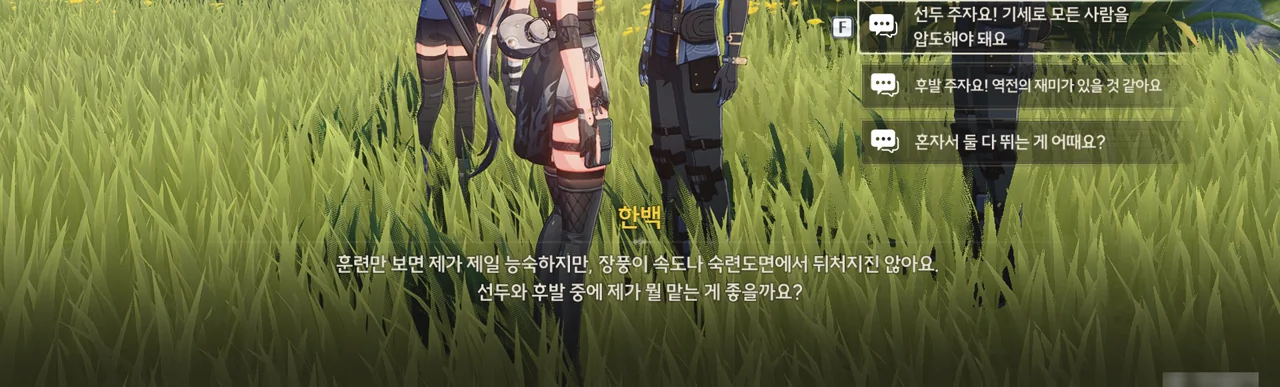 선두 주자요! 기세로 모든 사람을
압도해야 돼요
F
후발 주자요! 역전의 재미가 있을 것 같아요
혼자서 둘 다 뛰는 게 어때요?
한백
훈련만 보면 제가 제일 능숙하지만, 장풍이 속도나 숙련도면에서 뒤처지진 않아요.
선두와 후발 중에 제가 뭘 맡는 게 좋을까요?